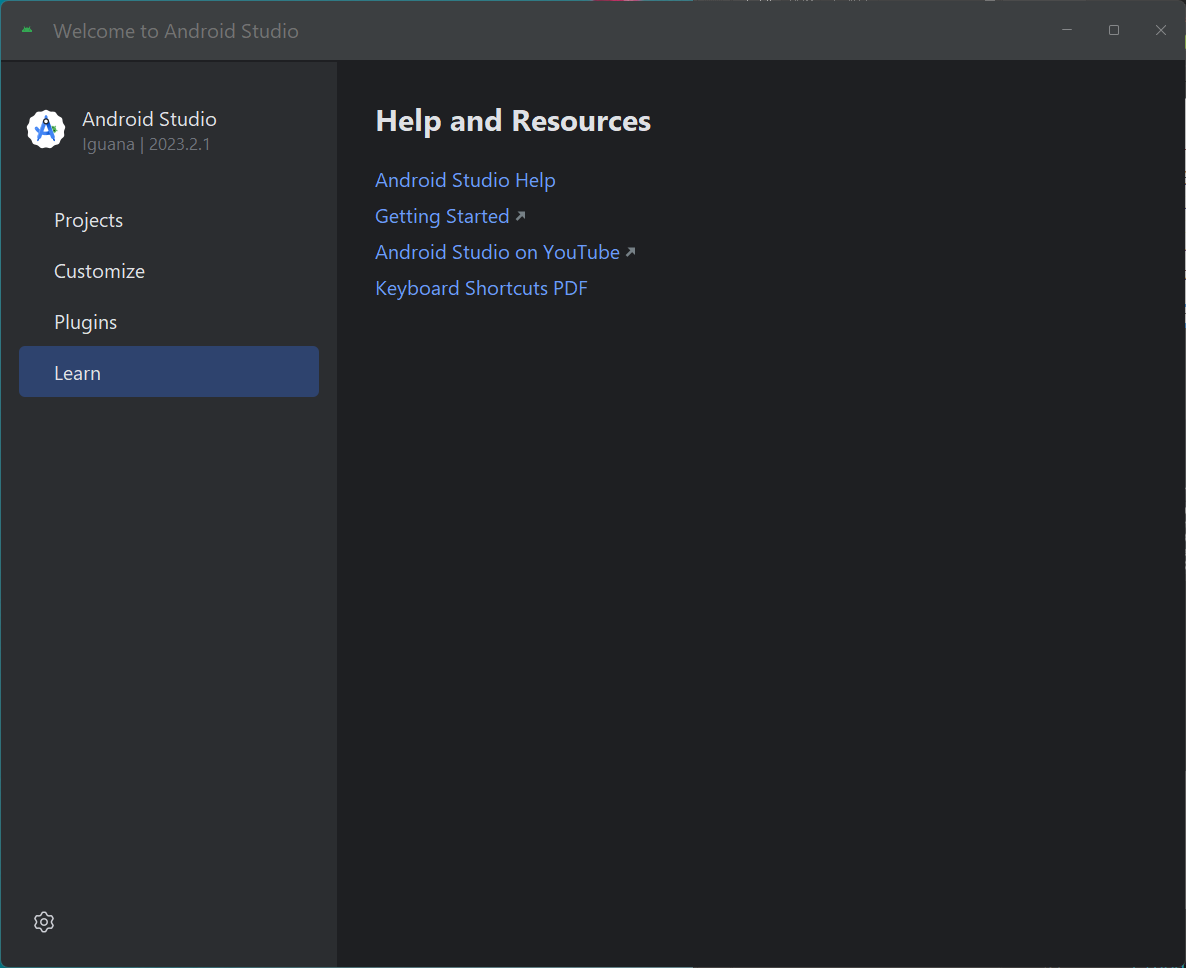 Welcome to Android Studio
Android Studio
Iguana | 2023.2.1
Projects
Customize
Plugins
Learn
Help and Resources
Android Studio Help
Getting Started
Android Studio on YouTube
Keyboard Shortcuts PDF